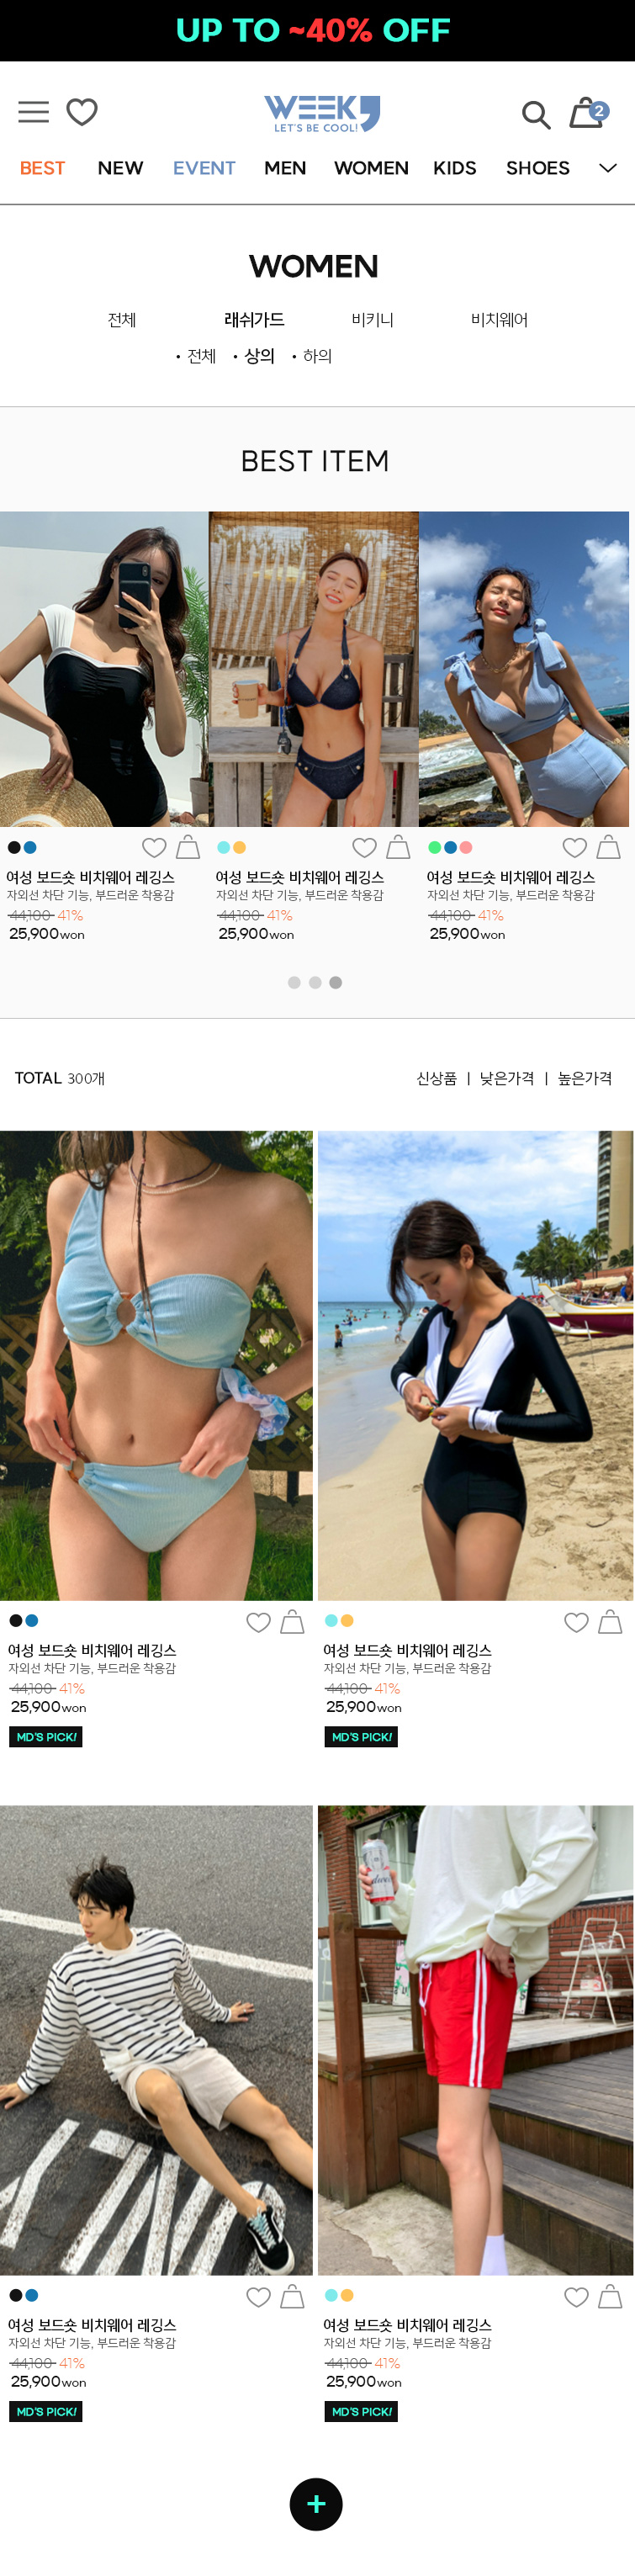 UP TO ~40% OFF
WEEK,
LET'S BE COOL!
2
BEST NEW EVENT MEN WOMEN KIDS SHOES
WOMEN
전체 래쉬가드 비키니 비치웨어
• 전체 • 상의 • 하의
BEST ITEM
여성 보드숏 비치웨어 레깅스
자외선 차단 기능, 부드러운 착용감
44,100 41%
25,900won
여성 보드숏 비치웨어 레깅스
자외선 차단 기능, 부드러운 착용감
44,100 41%
25,900won
여성 보드숏 비치웨어 레깅스
자외선 차단 기능, 부드러운 착용감
44,100 41%
25,900won
TOTAL 300개
신상품 | 낮은가격 | 높은가격
여성 보드숏 비치웨어 레깅스
자외선 차단 기능, 부드러운 착용감
44,100 41%
25,900won
MD'S PICK!
여성 보드숏 비치웨어 레깅스
자외선 차단 기능, 부드러운 착용감
44,100 41%
25,900won
MD'S PICK!
여성 보드숏 비치웨어 레깅스
자외선 차단 기능, 부드러운 착용감
44,100 41%
25,900won
MD'S PICK!
여성 보드숏 비치웨어 레깅스
자외선 차단 기능, 부드러운 착용감
44,100 41%
25,900won
MD'S PICK!
+